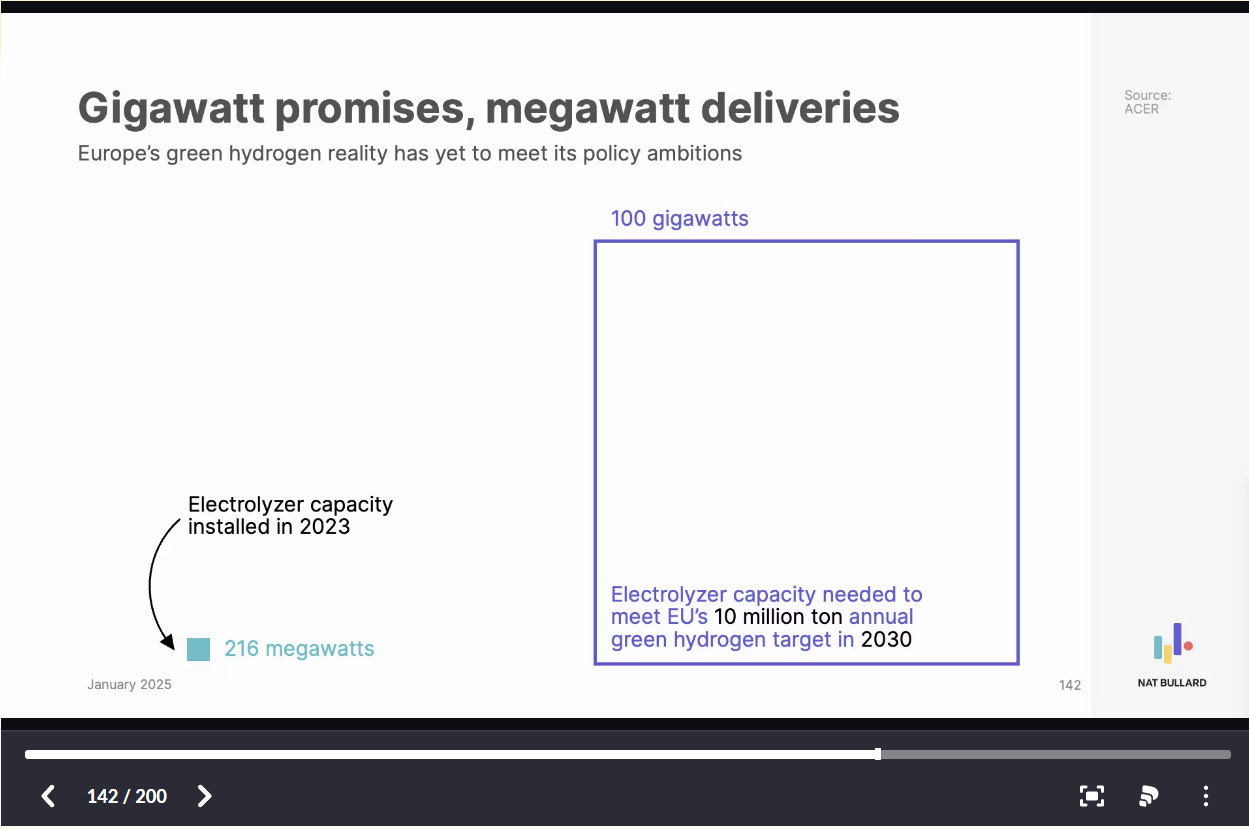 Gigawatt promises, megawatt deliveries
Europe’s green hydrogen reality has yet to meet its policy ambitions
Source:
ACER
100 gigawatts
Electrolyzer capacity
installed in 2023
216 megawatts
Electrolyzer capacity needed to
meet EU’s 10 million ton annual
green hydrogen target in 2030
January 2025
142
NAT BULLARD
142 / 200